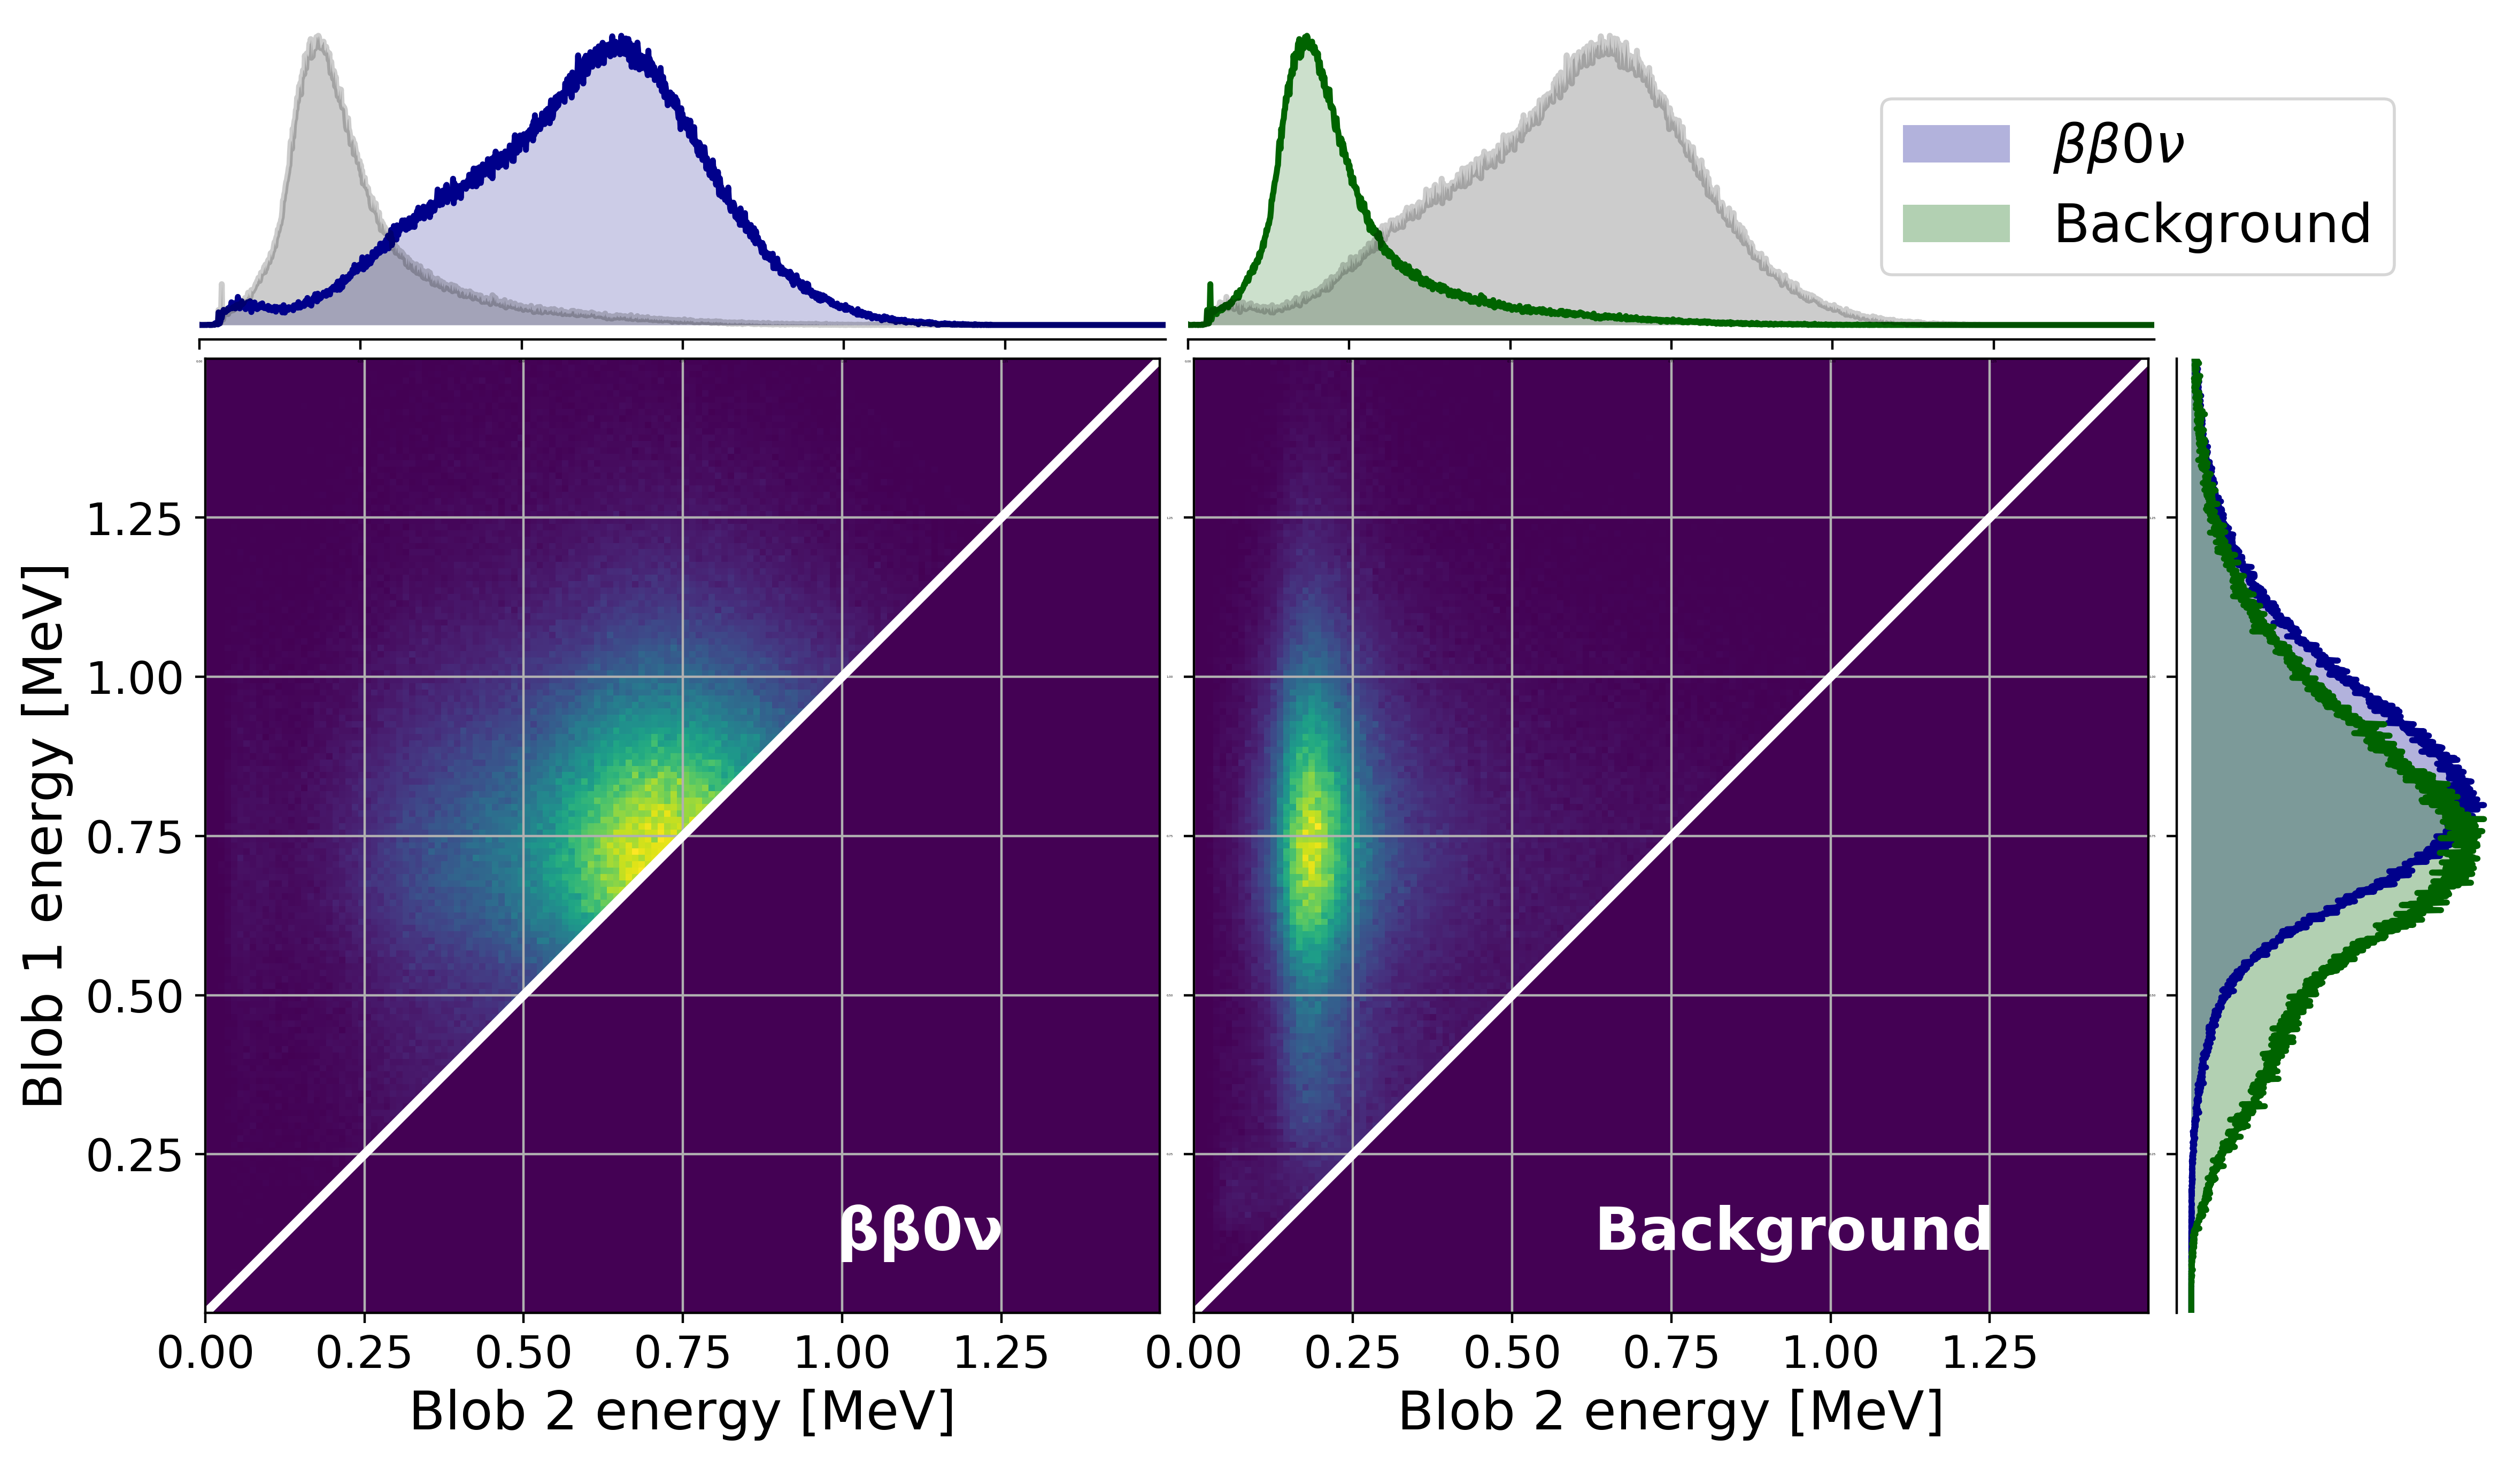 ββ0ν
Background
1.25
1.00
0.75
0.50
0.25
Blob 1 energy [MeV]
ββ0ν
Background
0.00 0.25 0.50 0.75 1.00 1.25
0.00 0.25 0.50 0.75 1.00 1.25
Blob 2 energy [MeV]
Blob 2 energy [MeV]